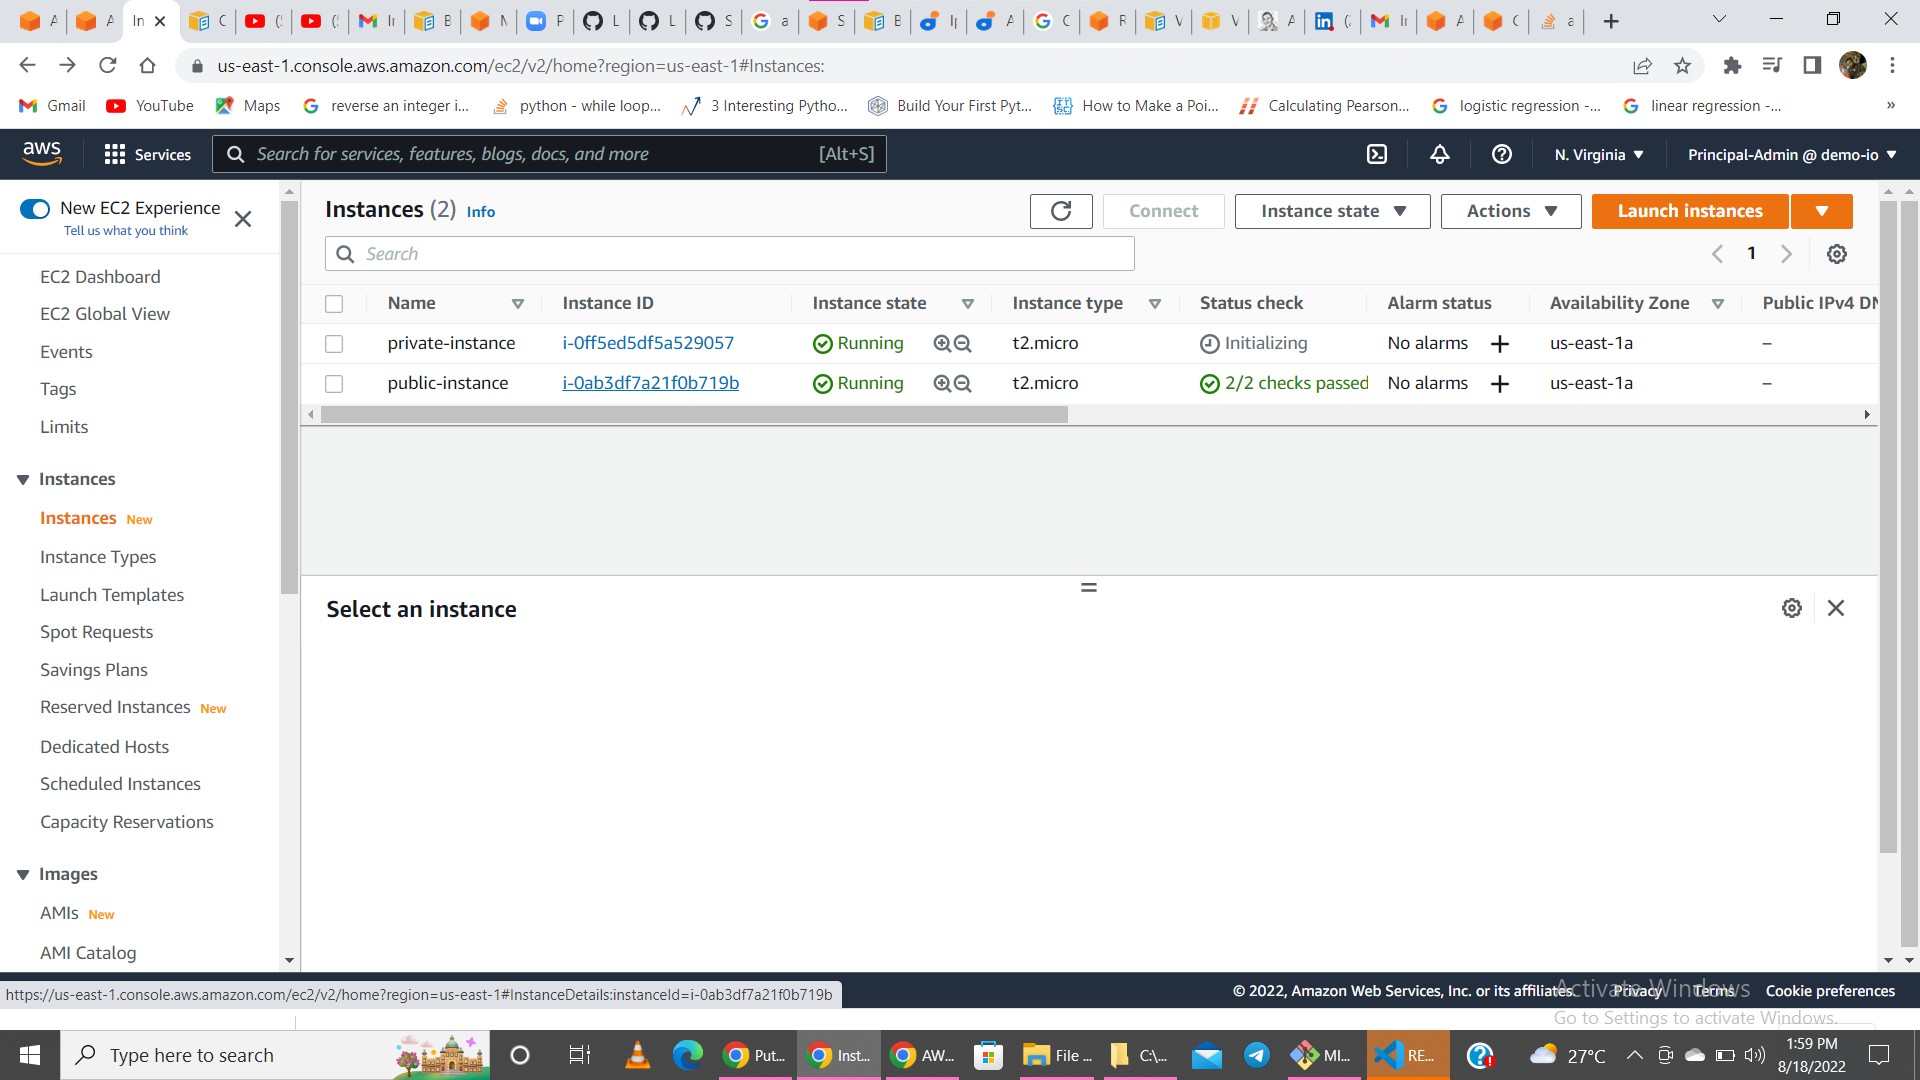 us-east-1.console.aws.amazon.com/ec2/v2/home?region=us-east-1#Instances:
Gmail YouTube Maps reverse an integer i... python - while loop... 3 Interesting Pytho... Build Your First Pyt... How to Make a Poi... Calculating Pearson... logistic regression -... linear regression -... »
aws Services Search for services, features, blogs, docs, and more [Alt+S] N. Virginia Principal-Admin @ demo-io
New EC2 Experience
Tell us what you think
EC2 Dashboard
EC2 Global View
Events
Tags
Limits
Instances
Instances New
Instance Types
Launch Templates
Spot Requests
Savings Plans
Reserved Instances New
Dedicated Hosts
Scheduled Instances
Capacity Reservations
Images
AMIs New
AMI Catalog
Instances (2) Info Connect Instance state Actions Launch instances
Search 1
Name Instance ID Instance state Instance type Status check Alarm status Availability Zone Public IPv4 DN
private-instance i-0ff5ed5df5a529057 Running t2.micro Initializing No alarms + us-east-1a –
public-instance i-0ab3df7a21f0b719b Running t2.micro 2/2 checks passed No alarms + us-east-1a –
Select an instance
https://us-east-1.console.aws.amazon.com/ec2/v2/home?region=us-east-1#InstanceDetails:instanceId=i-0ab3df7a21f0b719b
© 2022, Amazon Web Services, Inc. or its affiliates. Privacy Terms Cookie preferences
Activate Windows
Go to Settings to activate Windows.
Type here to search Put... Inst... AW... File ... C:\... MI... RE... 27°C 1:59 PM
8/18/2022